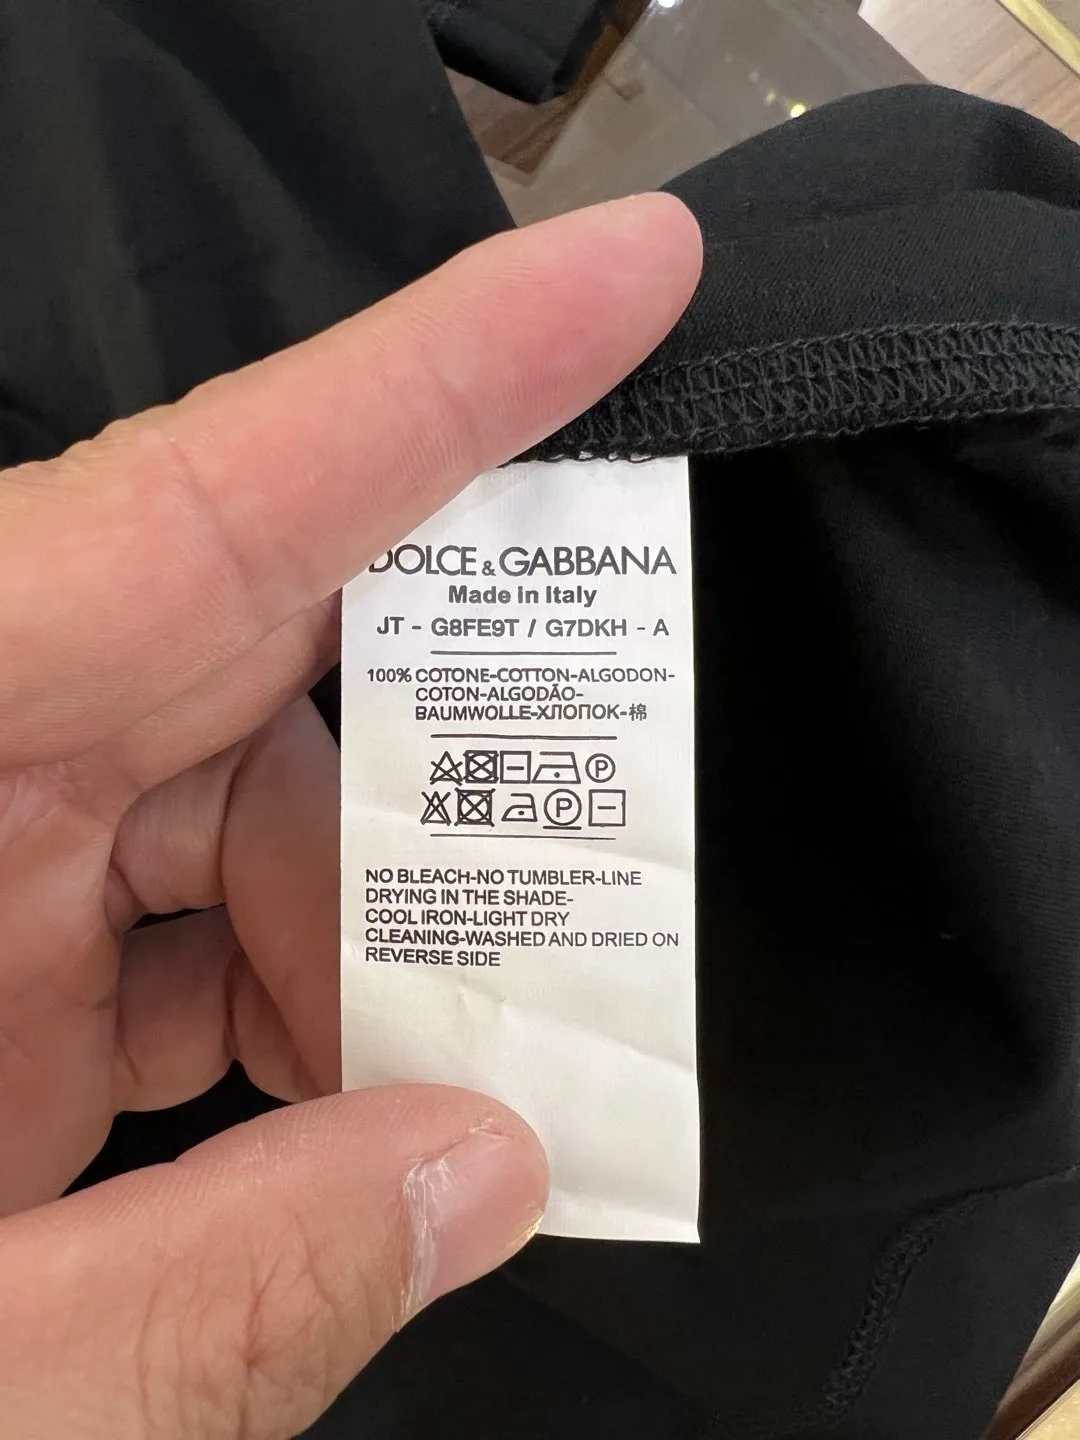 DOLCE & GABBANA
Made in Italy
JT - G8FE9T / G7DKH - A
100% COTONE-COTTON-ALGODON-
COTON-ALGODÃO-
BAUMWOLLE-ХЛОПОК-棉
P
P
NO BLEACH-NO TUMBLER-LINE
DRYING IN THE SHADE-
COOL IRON-LIGHT DRY
CLEANING-WASHED AND DRIED ON
REVERSE SIDE